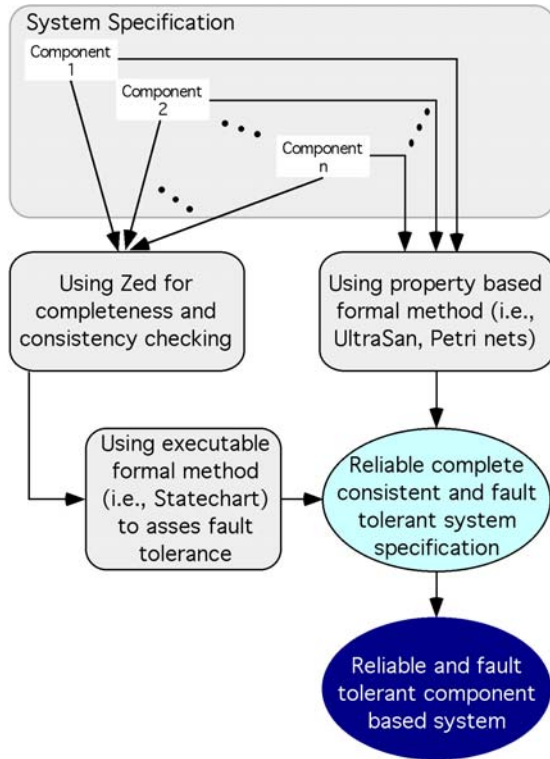 System Specification
Component
1
Component
2
Component
n
Using Zed for
completeness and
consistency checking
Using property based
formal method (i.e.,
UltraSan, Petri nets)
Using executable
formal method
(i.e., Statechart)
to asses fault
tolerance
Reliable complete
consistent and fault
tolerant system
specification
Reliable and fault
tolerant component
based system